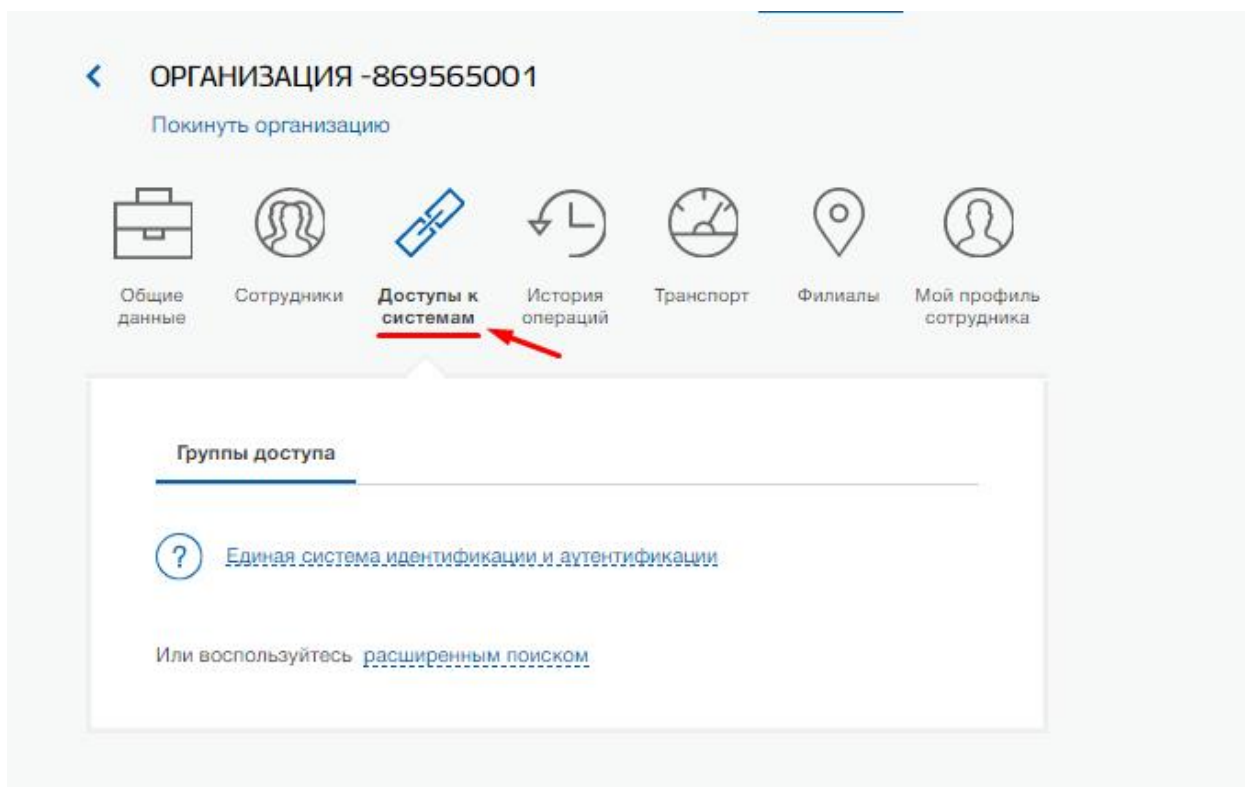 ОРГАНИЗАЦИЯ -869565001
Покинуть организацию
Общие
данные
Сотрудники
Доступы к
системам
История
операций
Транспорт
Филиалы
Мой профиль
сотрудника
Группы доступа
? Единая система идентификации и аутентификации
Или воспользуйтесь расширенным поиском